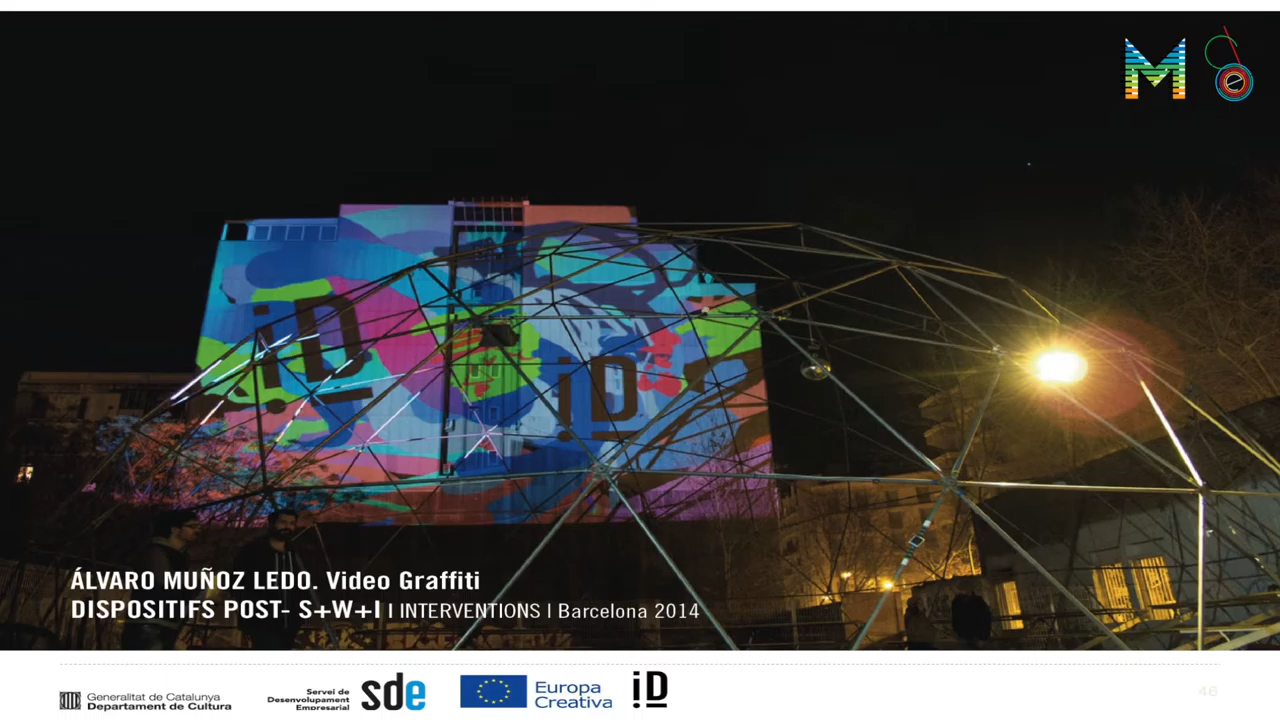 M
iD
iD
ÁLVARO MUÑOZ LEDO. Video Graffiti
DISPOSITIFS POST- S+W+I I INTERVENTIONS I Barcelona 2014
Generalitat de Catalunya
Departament de Cultura
Servei de
Desenvolupament
Empresarial
sde
Europa
Creativa
iD
46